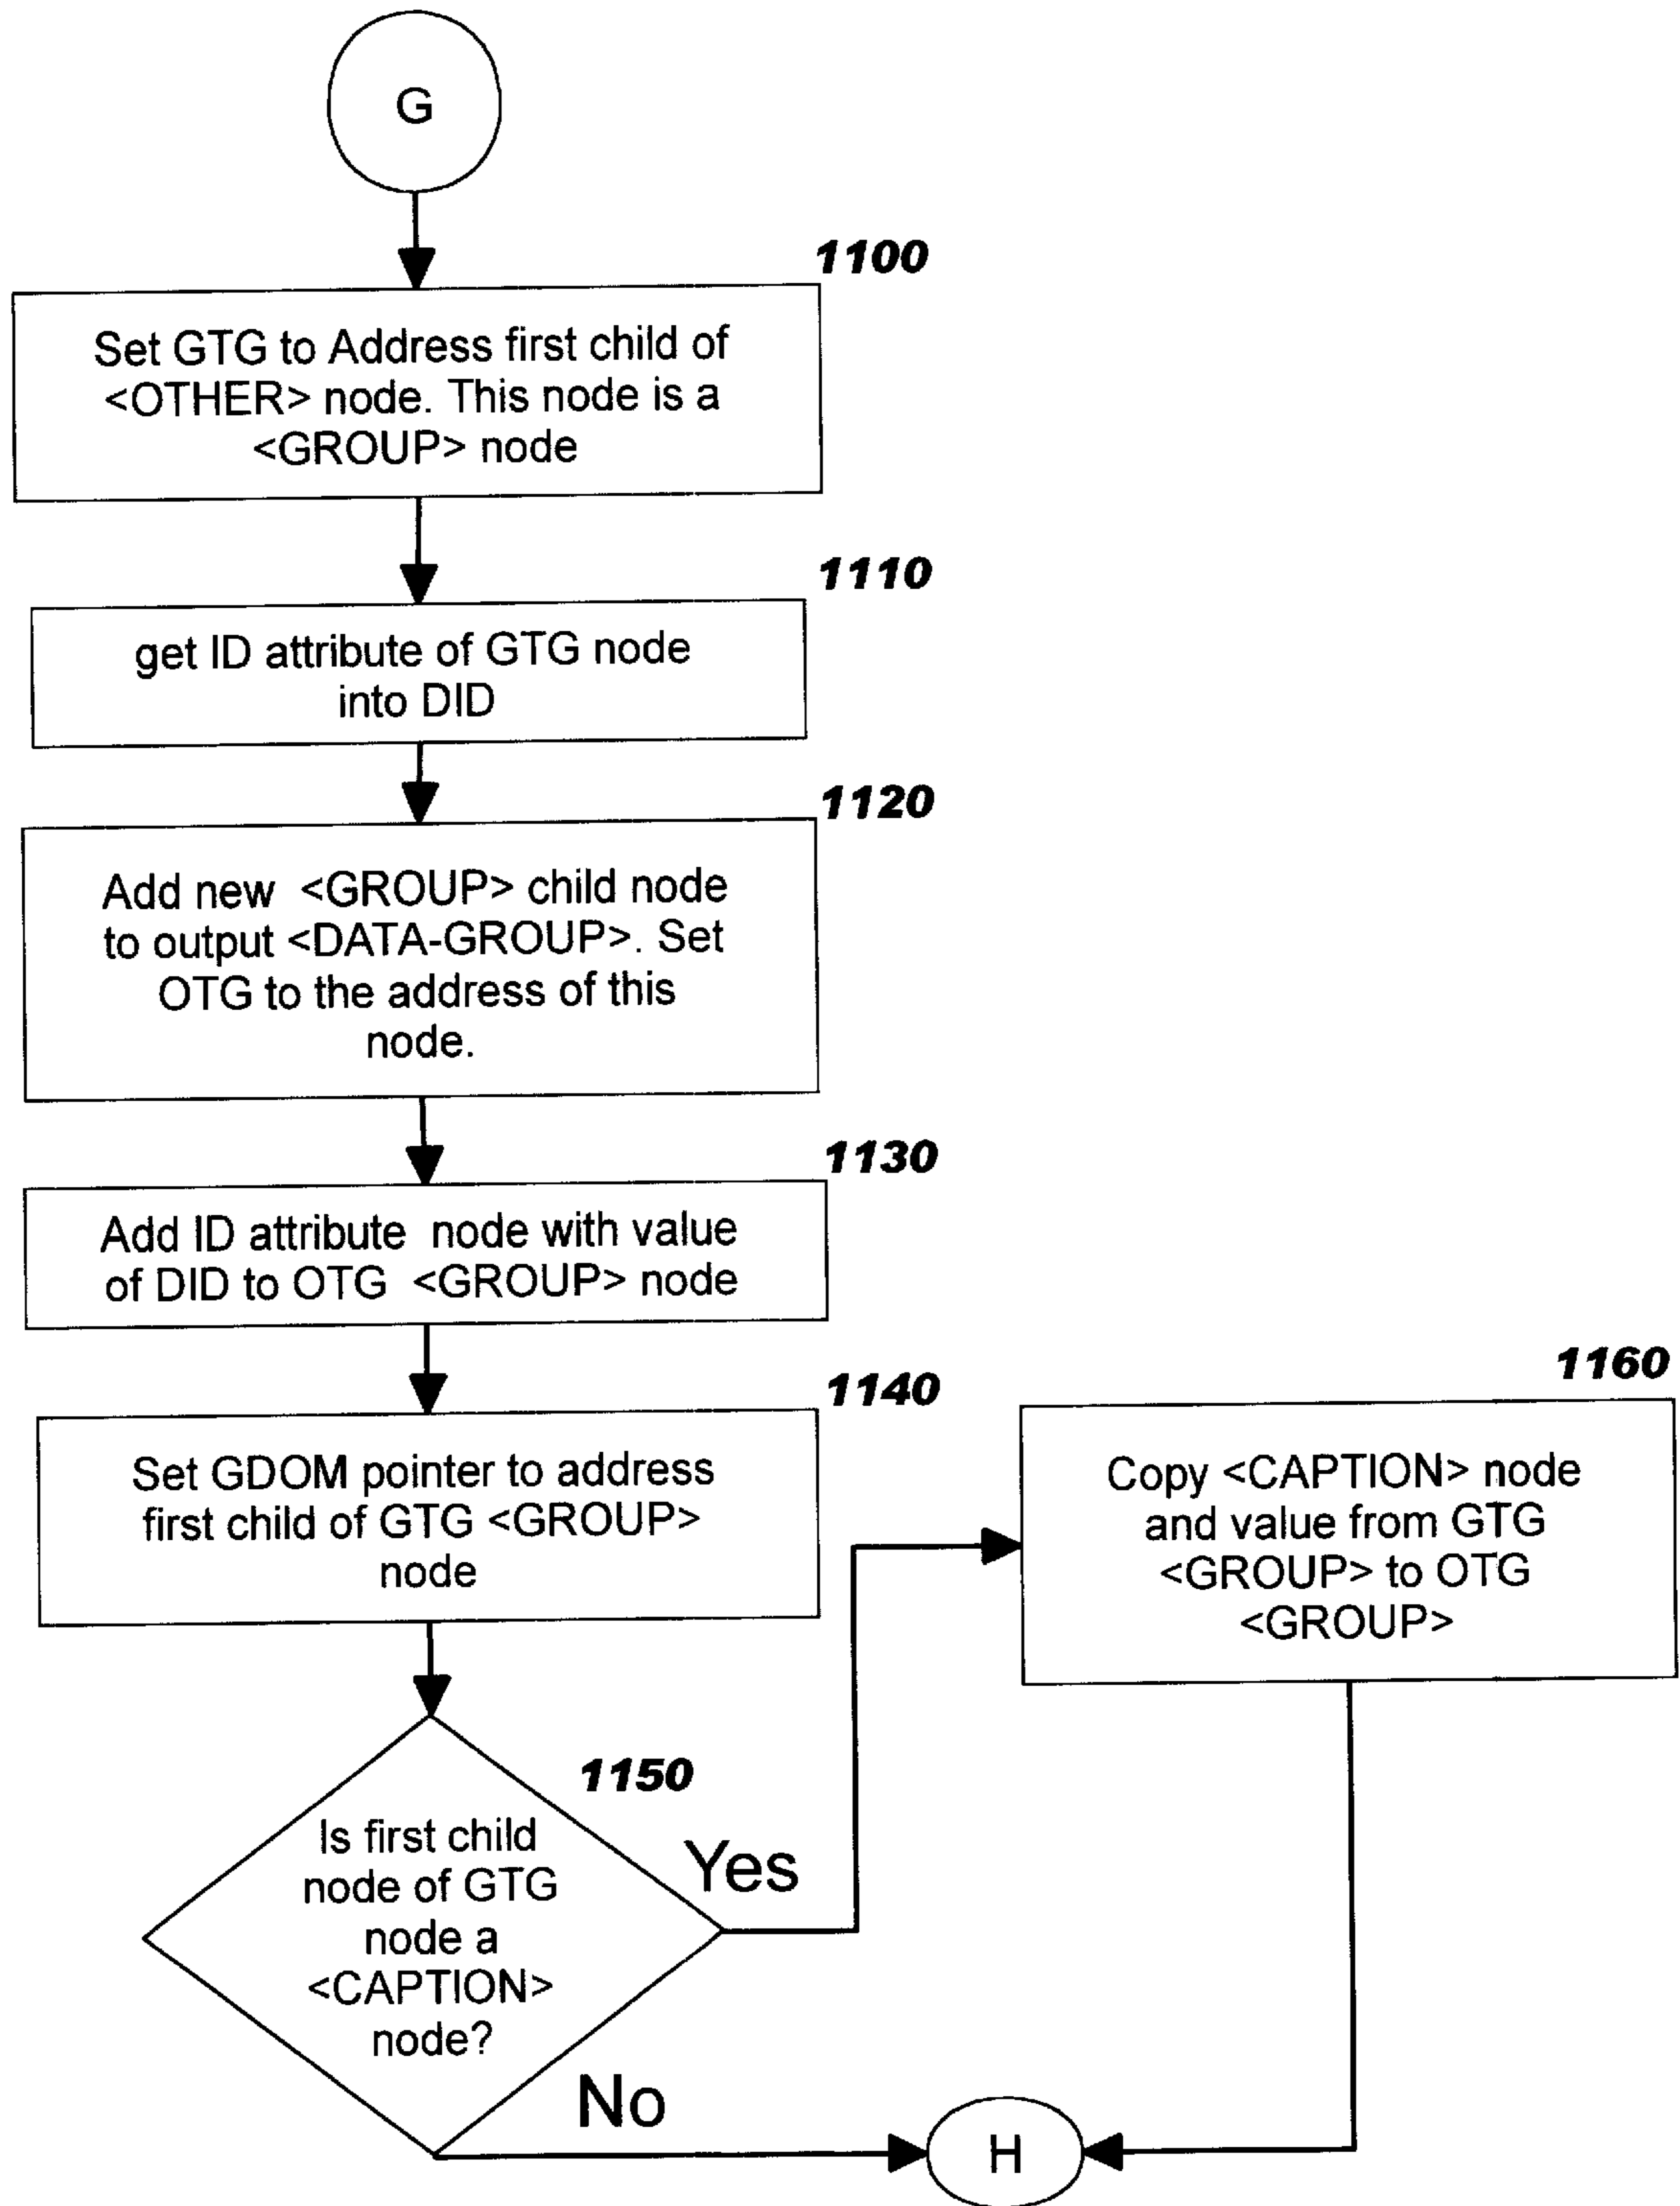 G
1100
Set GTG to Address first child of
<OTHER> node. This node is a
<GROUP> node
1110
get ID attribute of GTG node
into DID
1120
Add new <GROUP> child node
to output <DATA-GROUP>. Set
OTG to the address of this
node.
1130
Add ID attribute node with value
of DID to OTG <GROUP> node
1140
Set GDOM pointer to address
first child of GTG <GROUP>
node
1160
Copy <CAPTION> node
and value from GTG
<GROUP> to OTG
<GROUP>
1150
Is first child
node of GTG
node a
<CAPTION>
node?
Yes
No
H